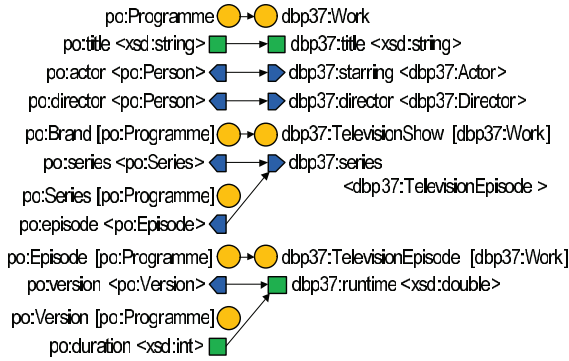 po:Programme dbp37:Work
po:title <xsd:string> dbp37:title <xsd:string>
po:actor <po:Person> dbp37:starring <dbp37:Actor>
po:director <po:Person> dbp37:director <dbp37:Director>
po:Brand [po:Programme] dbp37:TelevisionShow [dbp37:Work]
po:series <po:Series> dbp37:series
<dbp37:TelevisionEpisode >
po:Series [po:Programme]
po:episode <po:Episode>
po:Episode [po:Programme] dbp37:TelevisionEpisode [dbp37:Work]
po:version <po:Version> dbp37:runtime <xsd:double>
po:Version [po:Programme]
po:duration <xsd:int>